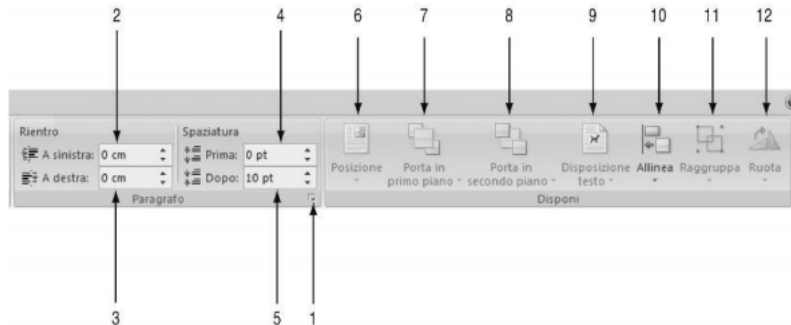 2 4 6 7 8 9 10 11 12
Rientro Spaziatura
A sinistra: 0 cm Prima: 0 pt
A destra: 0 cm Dopo: 10 pt
Posizione Porta in primo piano Porta in secondo piano Disposizione testo Allinea Raggruppa Ruota
Paragrafo Disponi
3 5 1